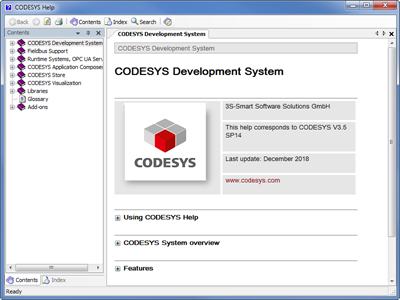 CODESYS Help
Back
Contents
Index
Search
Contents
CODESYS Development System
CODESYS Development System
Fieldbus Support
Runtime Systems, OPC UA Serv
CODESYS Application Compose
CODESYS Store
CODESYS Visualization
Libraries
Glossary
Add-ons
CODESYS Development System
CODESYS Development System
CODESYS
3S-Smart Software Solutions GmbH
This help corresponds to CODESYS V3.5
SP14
Last update: December 2018
www.codesys.com
Using CODESYS Help
CODESYS System overview
Features
Contents
Index
Ready